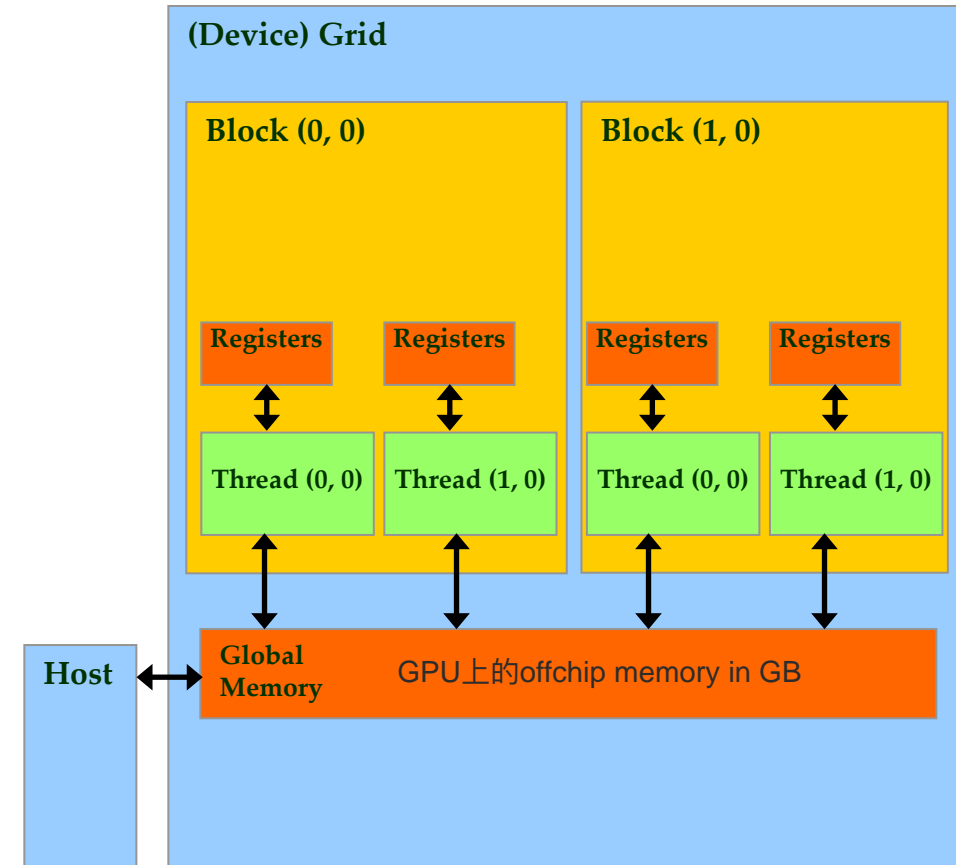 (Device) Grid
Block (0, 0)
Block (1, 0)
Registers
Registers
Registers
Registers
Thread (0, 0)
Thread (1, 0)
Thread (0, 0)
Thread (1, 0)
Host
Global
Memory
GPU上的offchip memory in GB